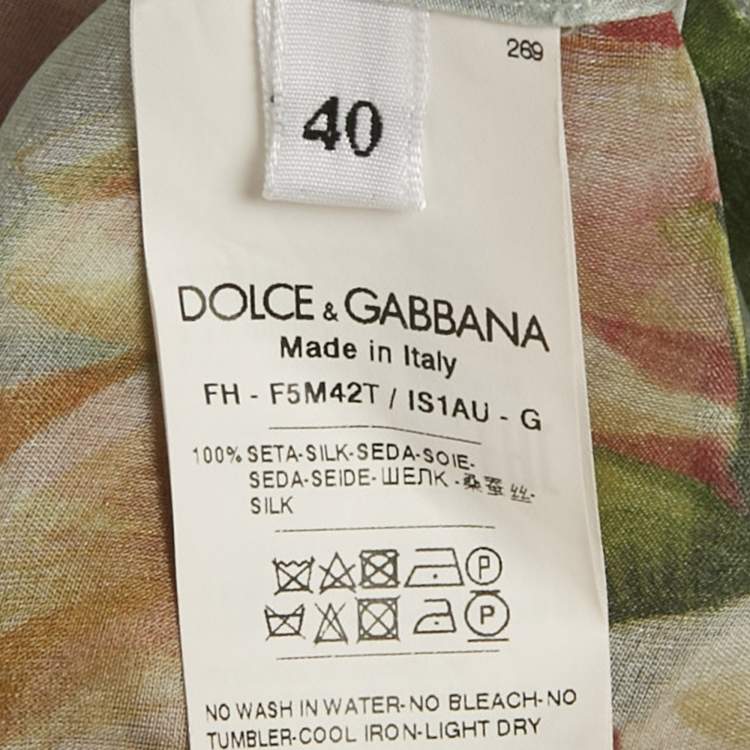 269
40
DOLCE & GABBANA
Made in Italy
FH - F5M42T / IS1AU - G
100% SETA-SILK-SEDA-SOIE-
SEDA-SEIDE-ШЕЛК -桑蚕丝-
SILK
P
P
NO WASH IN WATER-NO BLEACH-NO
TUMBLER-COOL IRON-LIGHT DRY